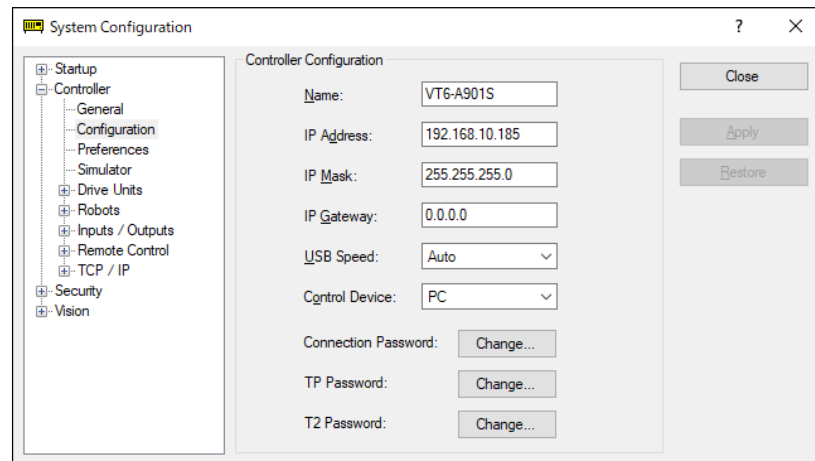 System Configuration
?
Startup
Controller
General
Configuration
Preferences
Simulator
Drive Units
Robots
Inputs / Outputs
Remote Control
TCP / IP
Security
Vision
Controller Configuration
Name: VT6-A901S
IP Address: 192.168.10.185
IP Mask: 255.255.255.0
IP Gateway: 0.0.0.0
USB Speed: Auto
Control Device: PC
Connection Password: Change...
TP Password: Change...
T2 Password: Change...
Close
Apply
Restore